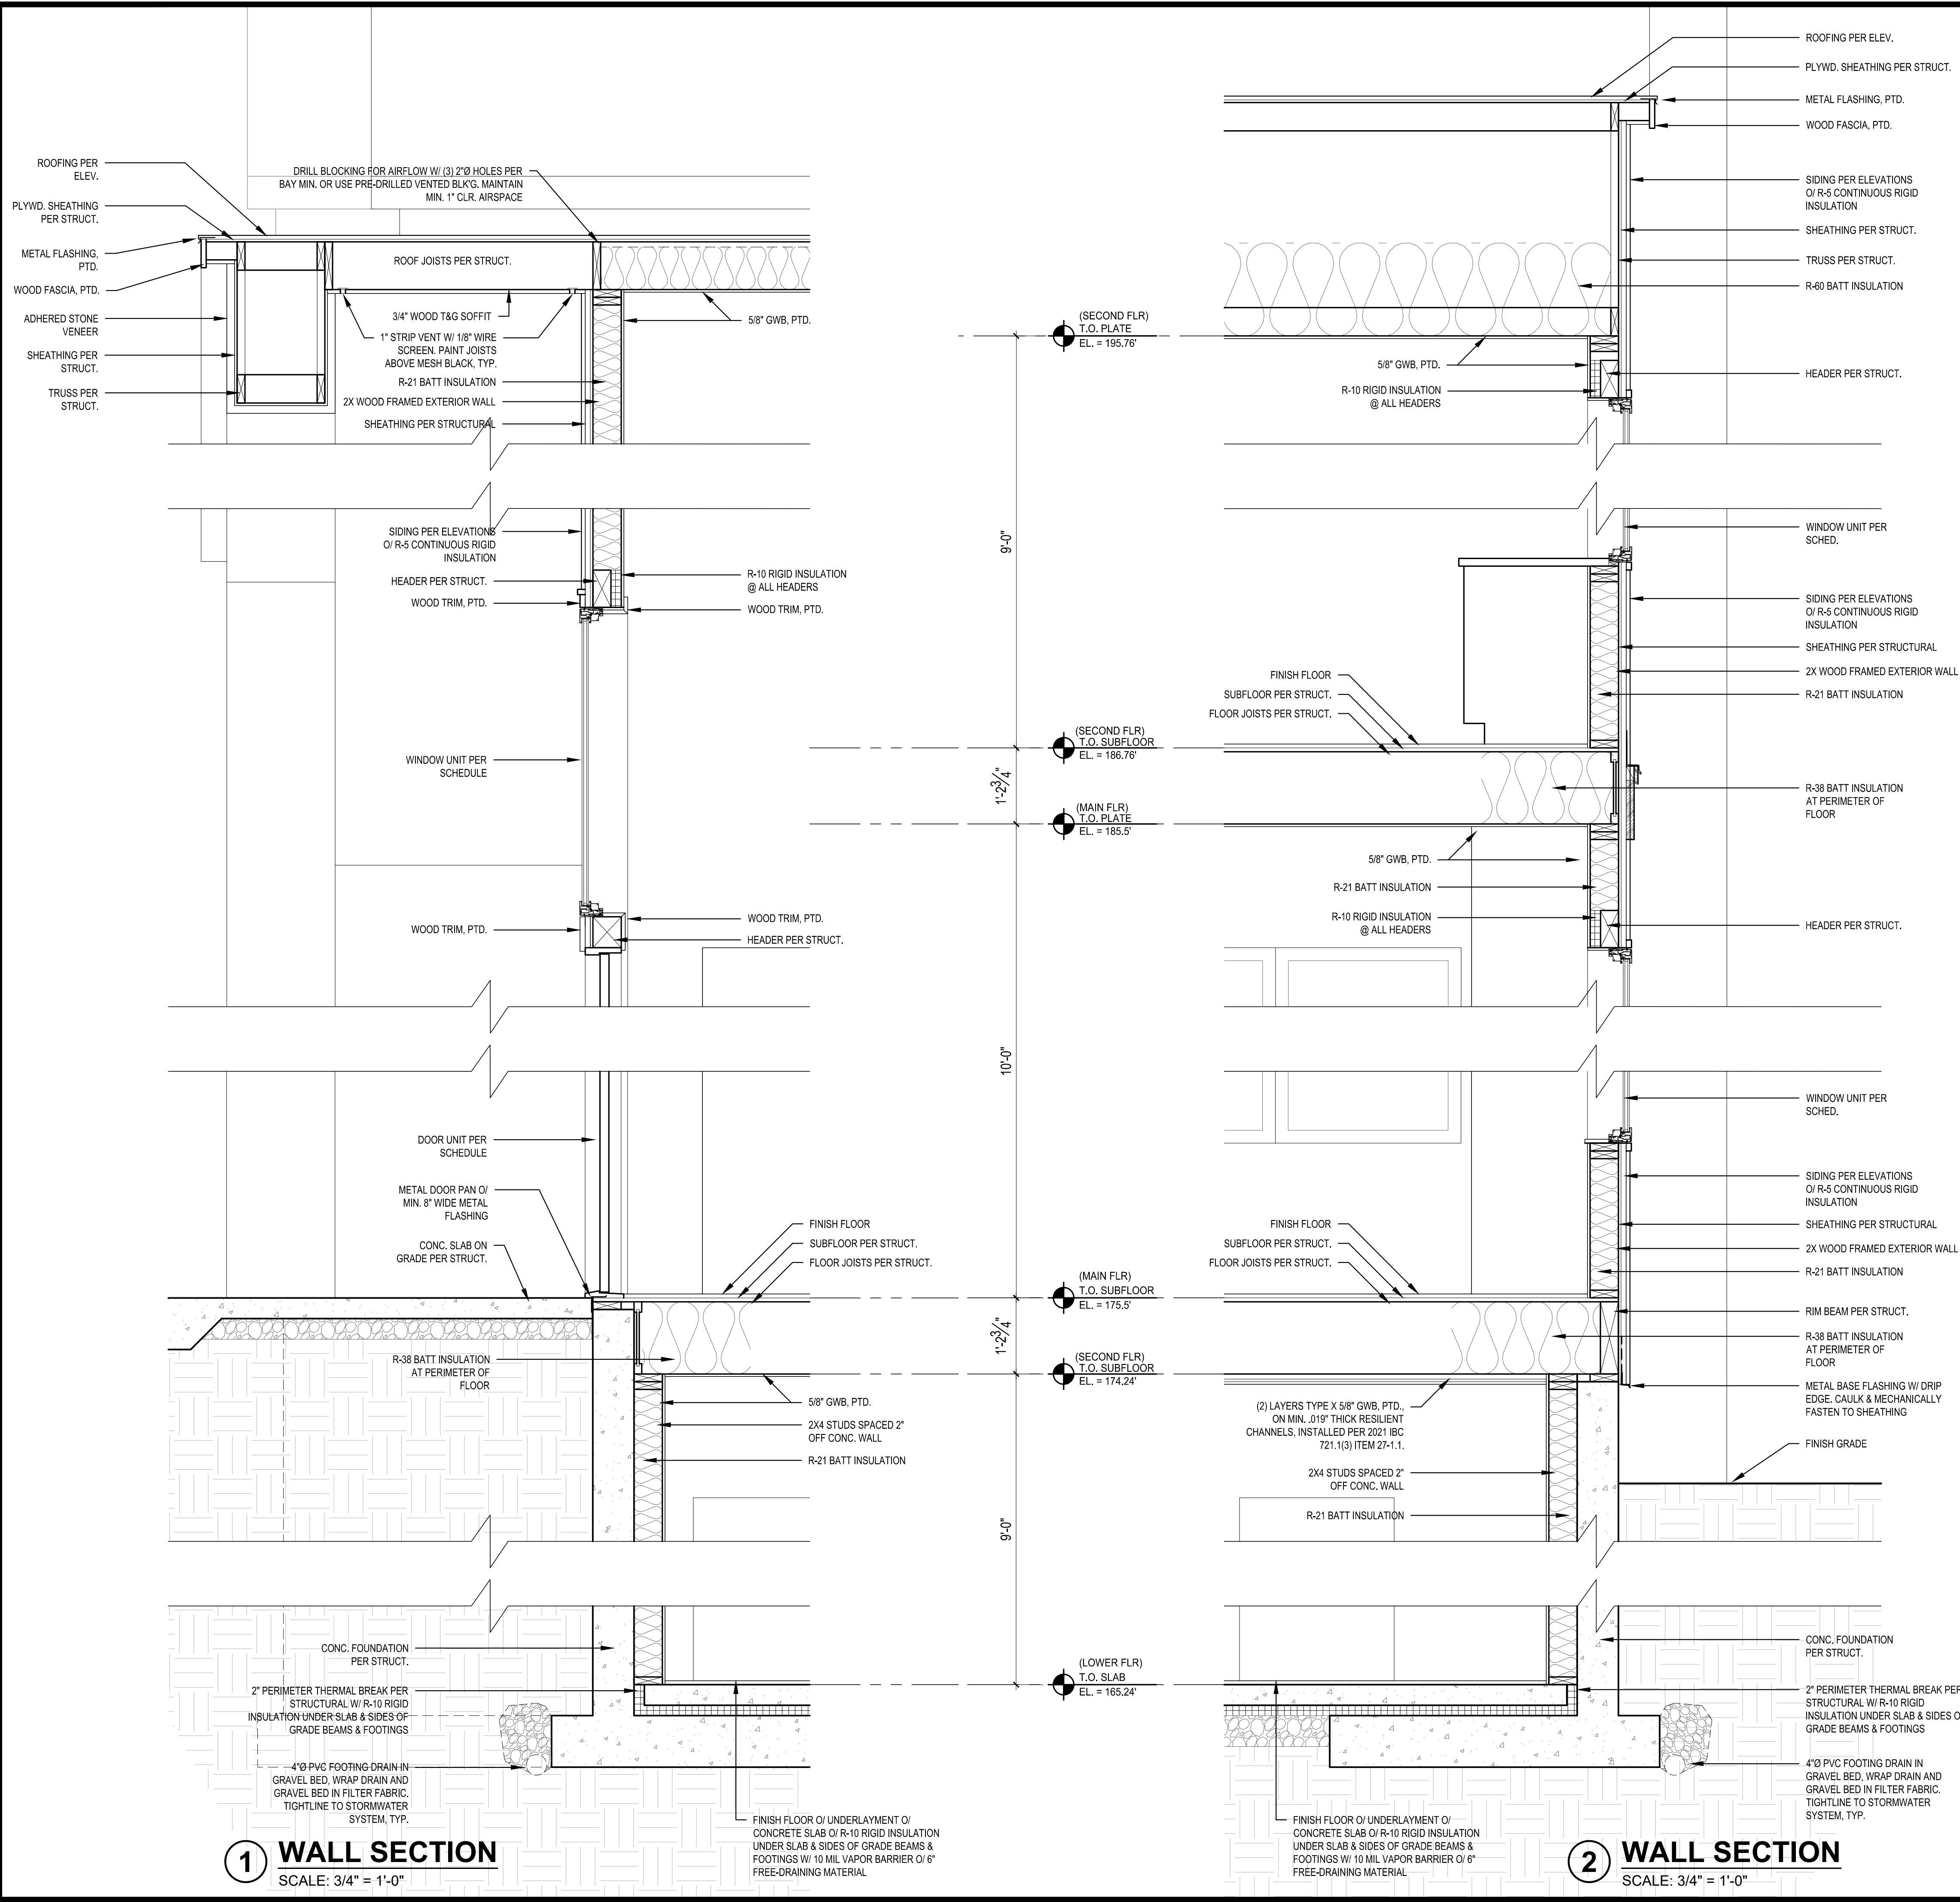 ROOFING PER
ELEV.
PLYWD. SHEATHING
PER STRUCT.
METAL FLASHING,
PTD.
WOOD FASCIA, PTD.
ADHERED STONE
VENEER
SHEATHING PER
STRUCT.
TRUSS PER
STRUCT.
DRILL BLOCKING FOR AIRFLOW W/ (3) 2"Ø HOLES PER
BAY MIN. OR USE PRE-DRILLED VENTED BLK'G. MAINTAIN
MIN. 1" CLR. AIRSPACE
ROOF JOISTS PER STRUCT.
3/4" WOOD T&G SOFFIT
1" STRIP VENT W/ 1/8" WIRE
SCREEN. PAINT JOISTS
ABOVE MESH BLACK, TYP.
R-21 BATT INSULATION
2X WOOD FRAMED EXTERIOR WALL
SHEATHING PER STRUCTURAL
5/8" GWB, PTD.
SIDING PER ELEVATIONS
O/ R-5 CONTINUOUS RIGID
INSULATION
HEADER PER STRUCT.
WOOD TRIM, PTD.
R-10 RIGID INSULATION
@ ALL HEADERS
WOOD TRIM, PTD.
WINDOW UNIT PER
SCHEDULE
WOOD TRIM, PTD.
WOOD TRIM, PTD.
HEADER PER STRUCT.
DOOR UNIT PER
SCHEDULE
METAL DOOR PAN O/
MIN. 8" WIDE METAL
FLASHING
CONC. SLAB ON
GRADE PER STRUCT.
FINISH FLOOR
SUBFLOOR PER STRUCT.
FLOOR JOISTS PER STRUCT.
R-38 BATT INSULATION
AT PERIMETER OF
FLOOR
5/8" GWB, PTD.
2X4 STUDS SPACED 2"
OFF CONC. WALL
R-21 BATT INSULATION
CONC. FOUNDATION
PER STRUCT.
2" PERIMETER THERMAL BREAK PER
STRUCTURAL W/ R-10 RIGID
INSULATION UNDER SLAB & SIDES OF
GRADE BEAMS & FOOTINGS
4"Ø PVC FOOTING DRAIN IN
GRAVEL BED, WRAP DRAIN AND
GRAVEL BED IN FILTER FABRIC.
TIGHTLINE TO STORMWATER
SYSTEM, TYP.
FINISH FLOOR O/ UNDERLAYMENT O/
CONCRETE SLAB O/ R-10 RIGID INSULATION
UNDER SLAB & SIDES OF GRADE BEAMS &
FOOTINGS W/ 10 MIL VAPOR BARRIER O/ 6"
FREE-DRAINING MATERIAL
1 WALL SECTION
SCALE: 3/4" = 1'-0"
(SECOND FLR)
T.O. PLATE
EL. = 195.76'
9'-0"
(SECOND FLR)
T.O. SUBFLOOR
EL. = 186.76'
1'-2 3/4"
(MAIN FLR)
T.O. PLATE
EL. = 185.5'
10'-0"
(MAIN FLR)
T.O. SUBFLOOR
EL. = 175.5'
1'-2 3/4"
(SECOND FLR)
T.O. SUBFLOOR
EL. = 174.24'
9'-0"
(LOWER FLR)
T.O. SLAB
EL. = 165.24'
ROOFING PER ELEV.
PLYWD. SHEATHING PER STRUCT.
METAL FLASHING, PTD.
WOOD FASCIA, PTD.
SIDING PER ELEVATIONS
O/ R-5 CONTINUOUS RIGID
INSULATION
SHEATHING PER STRUCT.
TRUSS PER STRUCT.
R-60 BATT INSULATION
5/8" GWB, PTD.
R-10 RIGID INSULATION
@ ALL HEADERS
HEADER PER STRUCT.
WINDOW UNIT PER
SCHED.
SIDING PER ELEVATIONS
O/ R-5 CONTINUOUS RIGID
INSULATION
SHEATHING PER STRUCTURAL
2X WOOD FRAMED EXTERIOR WALL
R-21 BATT INSULATION
FINISH FLOOR
SUBFLOOR PER STRUCT.
FLOOR JOISTS PER STRUCT.
R-38 BATT INSULATION
AT PERIMETER OF
FLOOR
5/8" GWB, PTD.
R-21 BATT INSULATION
R-10 RIGID INSULATION
@ ALL HEADERS
HEADER PER STRUCT.
WINDOW UNIT PER
SCHED.
SIDING PER ELEVATIONS
O/ R-5 CONTINUOUS RIGID
INSULATION
SHEATHING PER STRUCTURAL
2X WOOD FRAMED EXTERIOR WALL
R-21 BATT INSULATION
FINISH FLOOR
SUBFLOOR PER STRUCT.
FLOOR JOISTS PER STRUCT.
RIM BEAM PER STRUCT.
R-38 BATT INSULATION
AT PERIMETER OF
FLOOR
METAL BASE FLASHING W/ DRIP
EDGE. CAULK & MECHANICALLY
FASTEN TO SHEATHING
FINISH GRADE
(2) LAYERS TYPE X 5/8" GWB, PTD.,
ON MIN. .019" THICK RESILIENT
CHANNELS, INSTALLED PER 2021 IBC
721.1(3) ITEM 27-1.1.
2X4 STUDS SPACED 2"
OFF CONC. WALL
R-21 BATT INSULATION
CONC. FOUNDATION
PER STRUCT.
2" PERIMETER THERMAL BREAK PER
STRUCTURAL W/ R-10 RIGID
INSULATION UNDER SLAB & SIDES O
GRADE BEAMS & FOOTINGS
4"Ø PVC FOOTING DRAIN IN
GRAVEL BED, WRAP DRAIN AND
GRAVEL BED IN FILTER FABRIC.
TIGHTLINE TO STORMWATER
SYSTEM, TYP.
FINISH FLOOR O/ UNDERLAYMENT O/
CONCRETE SLAB O/ R-10 RIGID INSULATION
UNDER SLAB & SIDES OF GRADE BEAMS &
FOOTINGS W/ 10 MIL VAPOR BARRIER O/ 6"
FREE-DRAINING MATERIAL
2 WALL SECTION
SCALE: 3/4" = 1'-0"